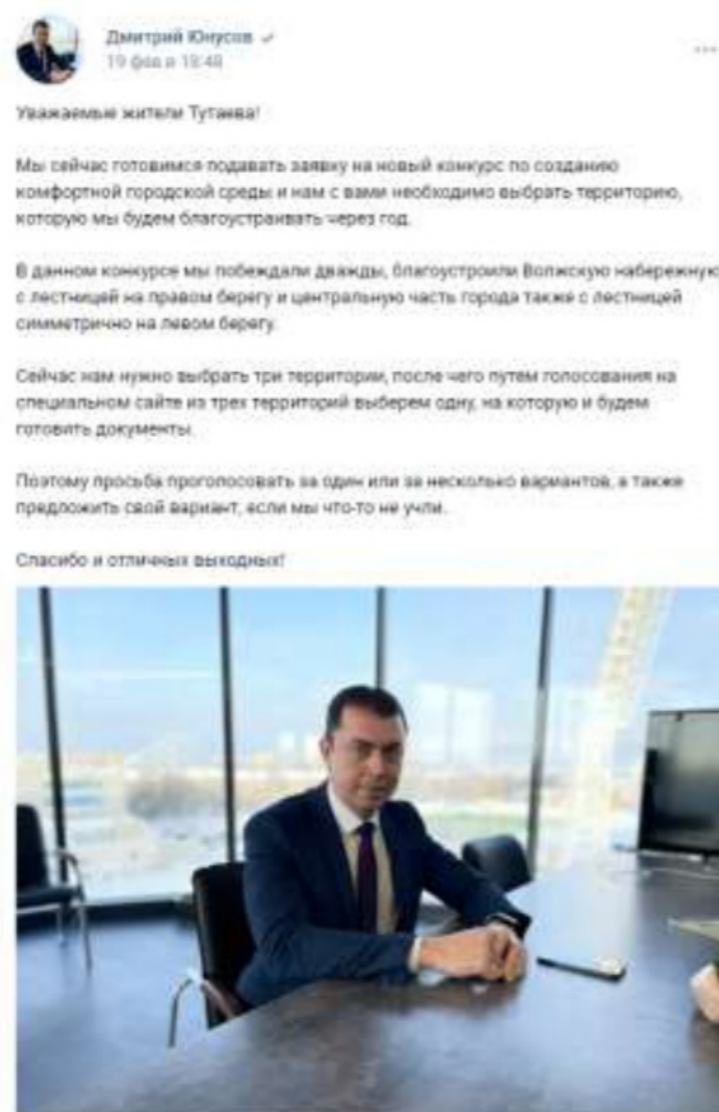 Дмитрий Юнусов
19 фев в 18:48
Уважаемые жители Тутаева!
Мы сейчас готовимся подавать заявку на новый конкурс по созданию
комфортной городской среды и нам с вами необходимо выбрать территорию,
которую мы будем благоустраивать через год.
В данном конкурсе мы побеждали дважды, благоустроили Волжскую набережную
с лестницей на правом берегу и центральную часть города также с лестницей
симметрично на левом берегу.
Сейчас нам нужно выбрать три территории, после чего путем голосования на
специальном сайте из трех территорий выберем одну, на которую и будем
готовить документы.
Поэтому просьба проголосовать за один или за несколько вариантов, а также
предложить свой вариант, если мы что-то не учли.
Спасибо и отличных выходных!